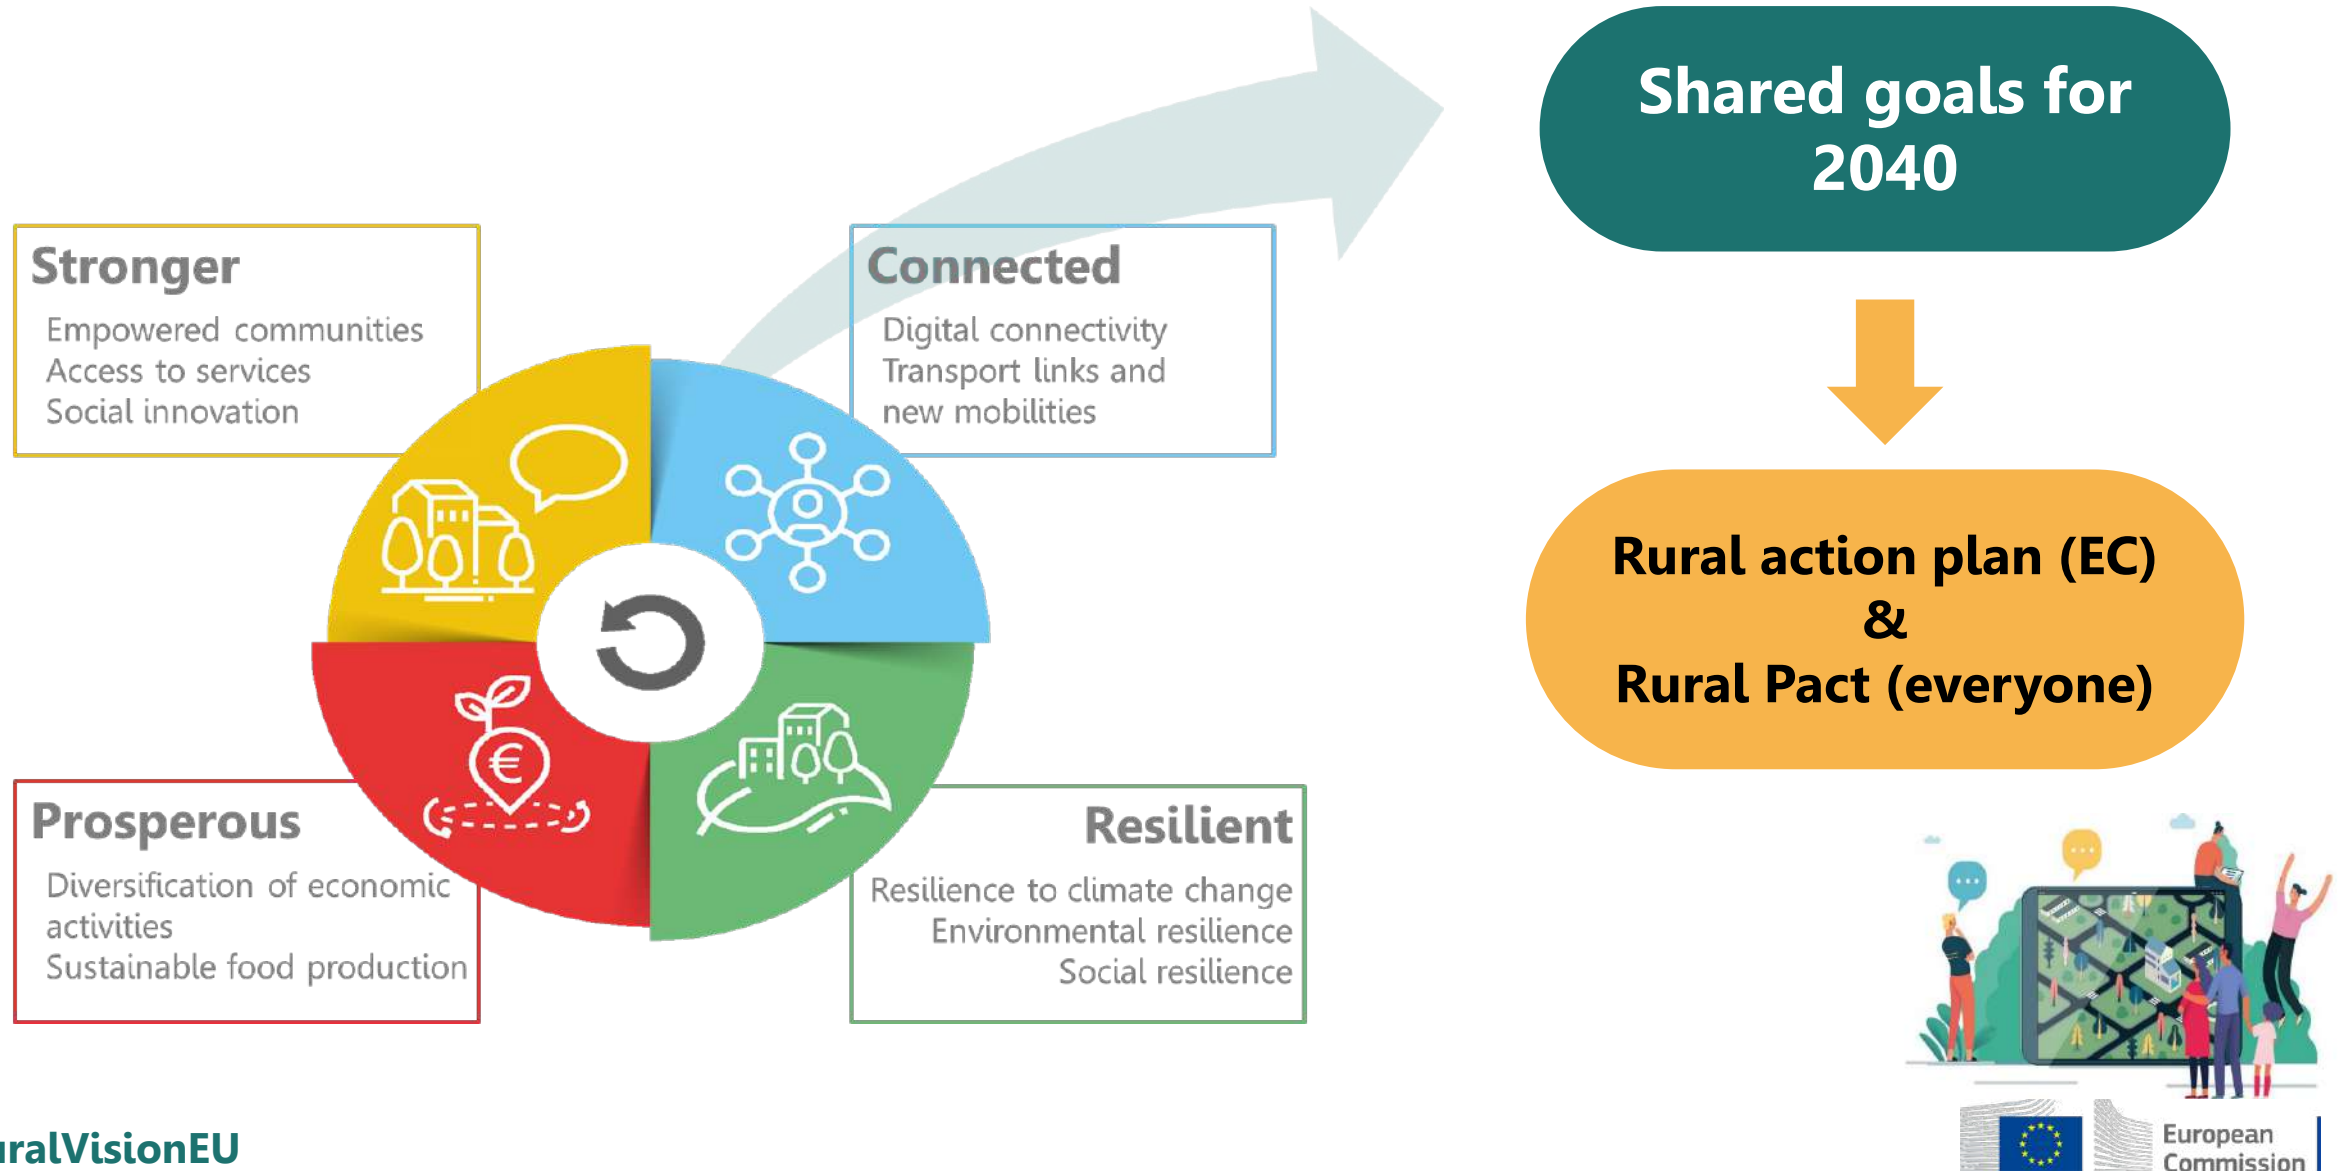 Shared goals for
2040
Stronger
Empowered communities
Access to services
Social innovation
Connected
Digital connectivity
Transport links and
new mobilities
Rural action plan (EC)
&
Rural Pact (everyone)
€
Prosperous
Diversification of economic
activities
Sustainable food production
Resilient
Resilience to climate change
Environmental resilience
Social resilience
uralVisionEU
European
Commission